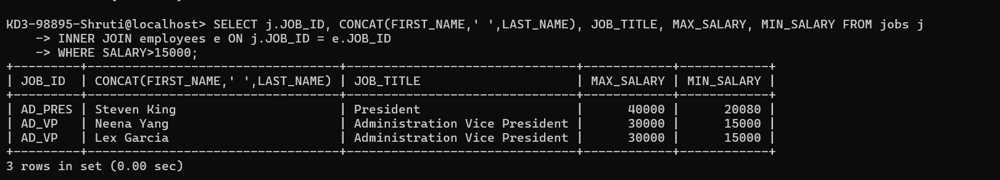 KD3-98895-Shruti@localhost> SELECT j.JOB_ID, CONCAT(FIRST_NAME,' ',LAST_NAME), JOB_TITLE, MAX_SALARY, MIN_SALARY FROM jobs j
    -> INNER JOIN employees e ON j.JOB_ID = e.JOB_ID
    -> WHERE SALARY>15000;
+---------+----------------------------------+-------------------------------+------------+------------+
| JOB_ID  | CONCAT(FIRST_NAME,' ',LAST_NAME) | JOB_TITLE                     | MAX_SALARY | MIN_SALARY |
+---------+----------------------------------+-------------------------------+------------+------------+
| AD_PRES | Steven King                      | President                     |      40000 |      20080 |
| AD_VP   | Neena Yang                       | Administration Vice President |      30000 |      15000 |
| AD_VP   | Lex Garcia                       | Administration Vice President |      30000 |      15000 |
+---------+----------------------------------+-------------------------------+------------+------------+
3 rows in set (0.00 sec)